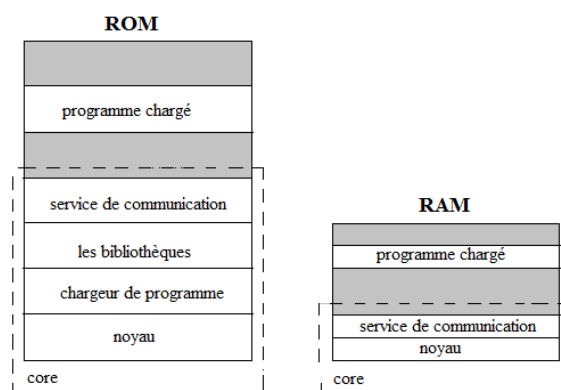 ROM
programme chargé
service de communication
les bibliothèques
chargeur de programme
noyau
core
RAM
programme chargé
service de communication
noyau
core